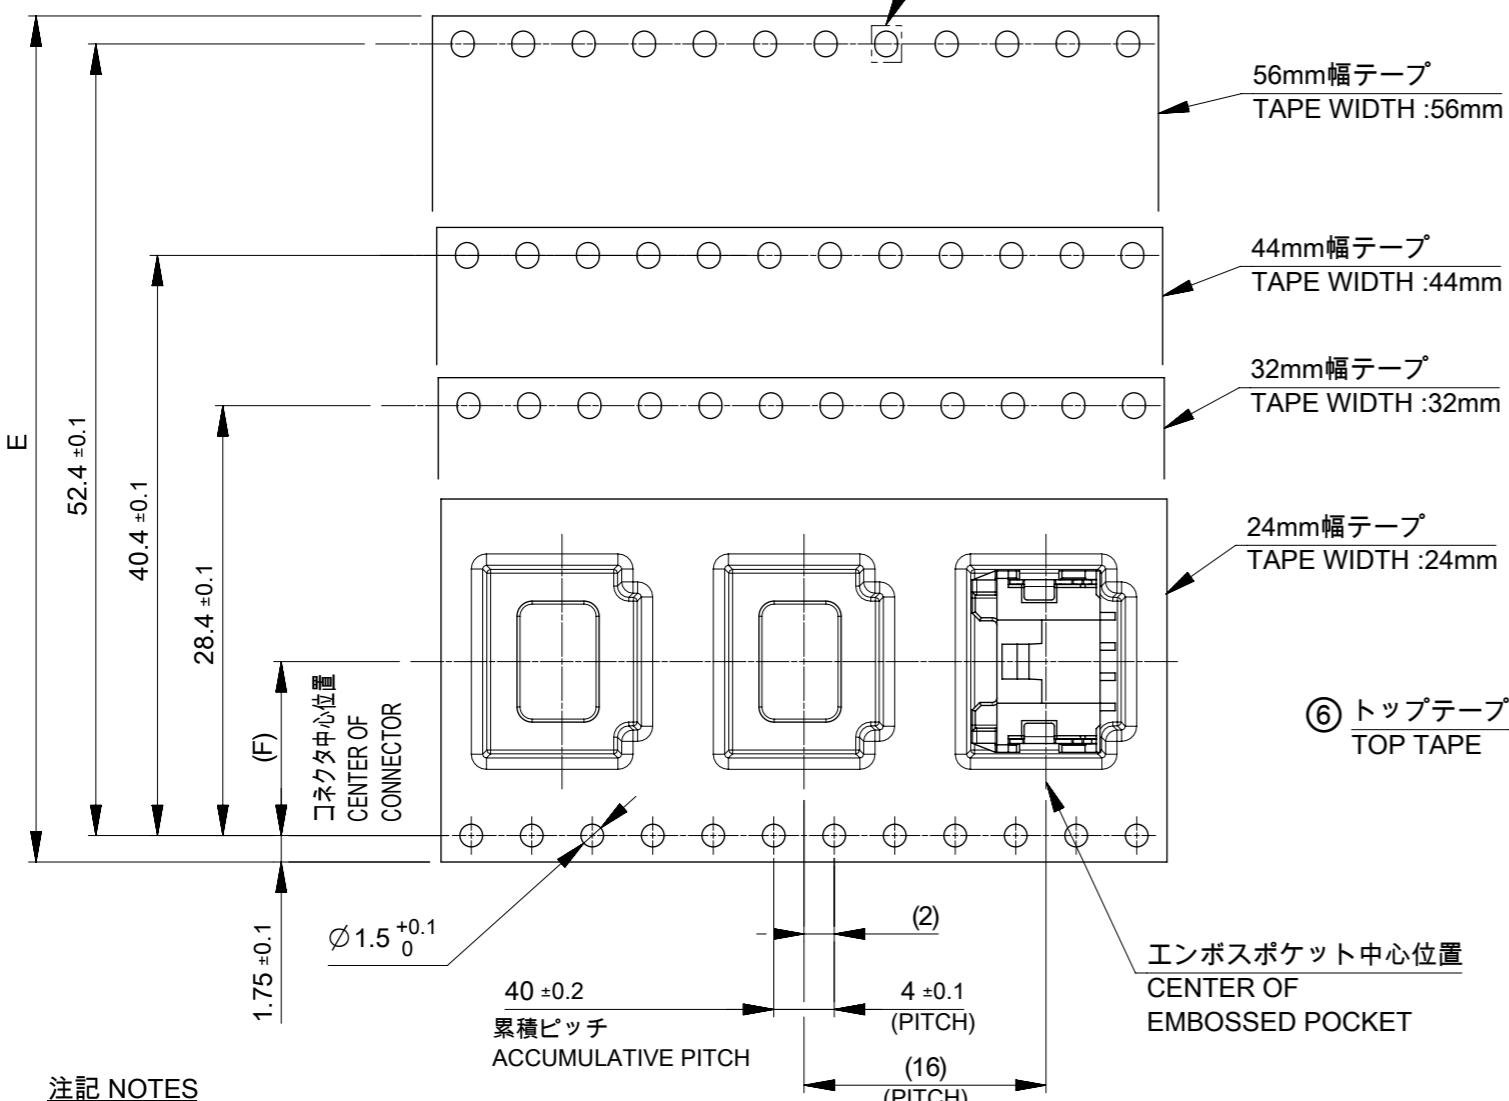 56mm幅テープ
TAPE WIDTH :56mm
44mm幅テープ
TAPE WIDTH :44mm
32mm幅テープ
TAPE WIDTH :32mm
24mm幅テープ
TAPE WIDTH :24mm
E
52.4 ±0.1
40.4 ±0.1
28.4 ±0.1
(F)
コネクタ中心位置
CENTER OF
CONNECTOR
⑥ トップテープ
TOP TAPE
1.75 ±0.1
∅1.5 +0.1 0
(2)
40 ±0.2
累積ピッチ
ACCUMULATIVE PITCH
4 ±0.1
(PITCH)
(16)
(PITCH)
エンボスポケット中心位置
CENTER OF
EMBOSSED POCKET
注記 NOTES